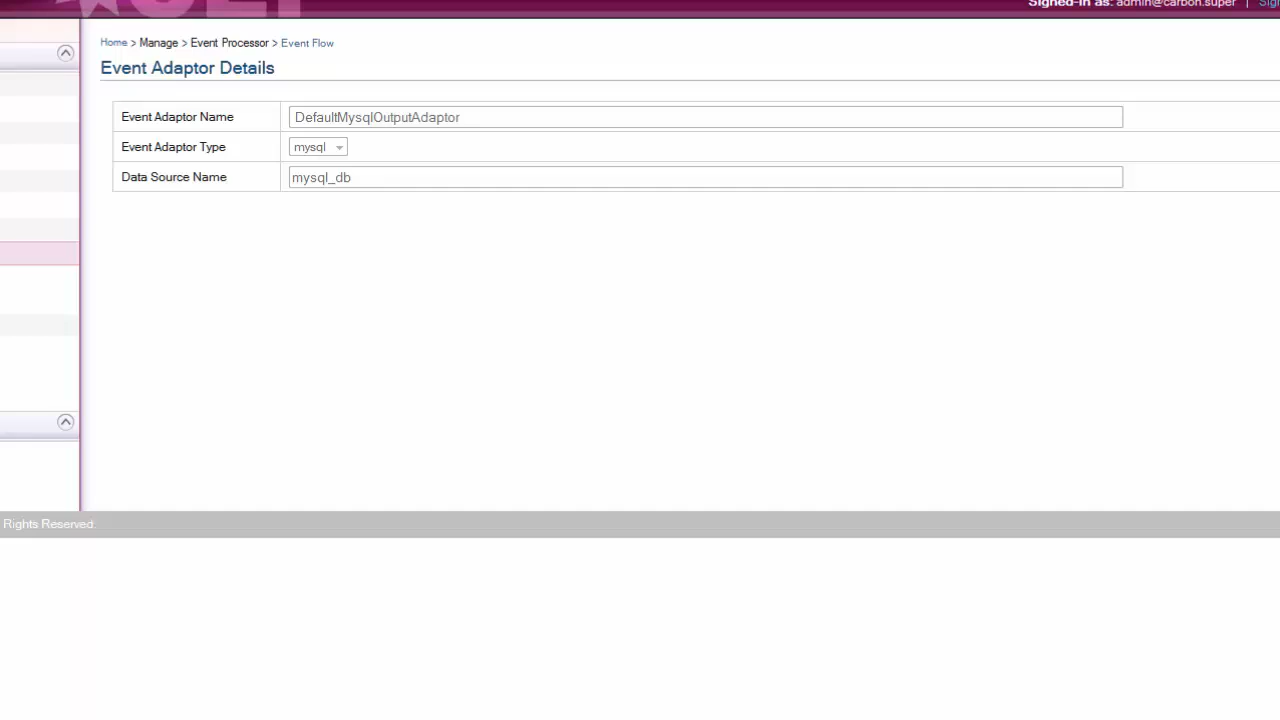 Signed-in as: admin@carbon.super |
Home > Manage > Event Processor > Event Flow
Event Adaptor Details
Event Adaptor Name DefaultMysqlOutputAdaptor
Event Adaptor Type mysql
Data Source Name mysql_db
Rights Reserved.